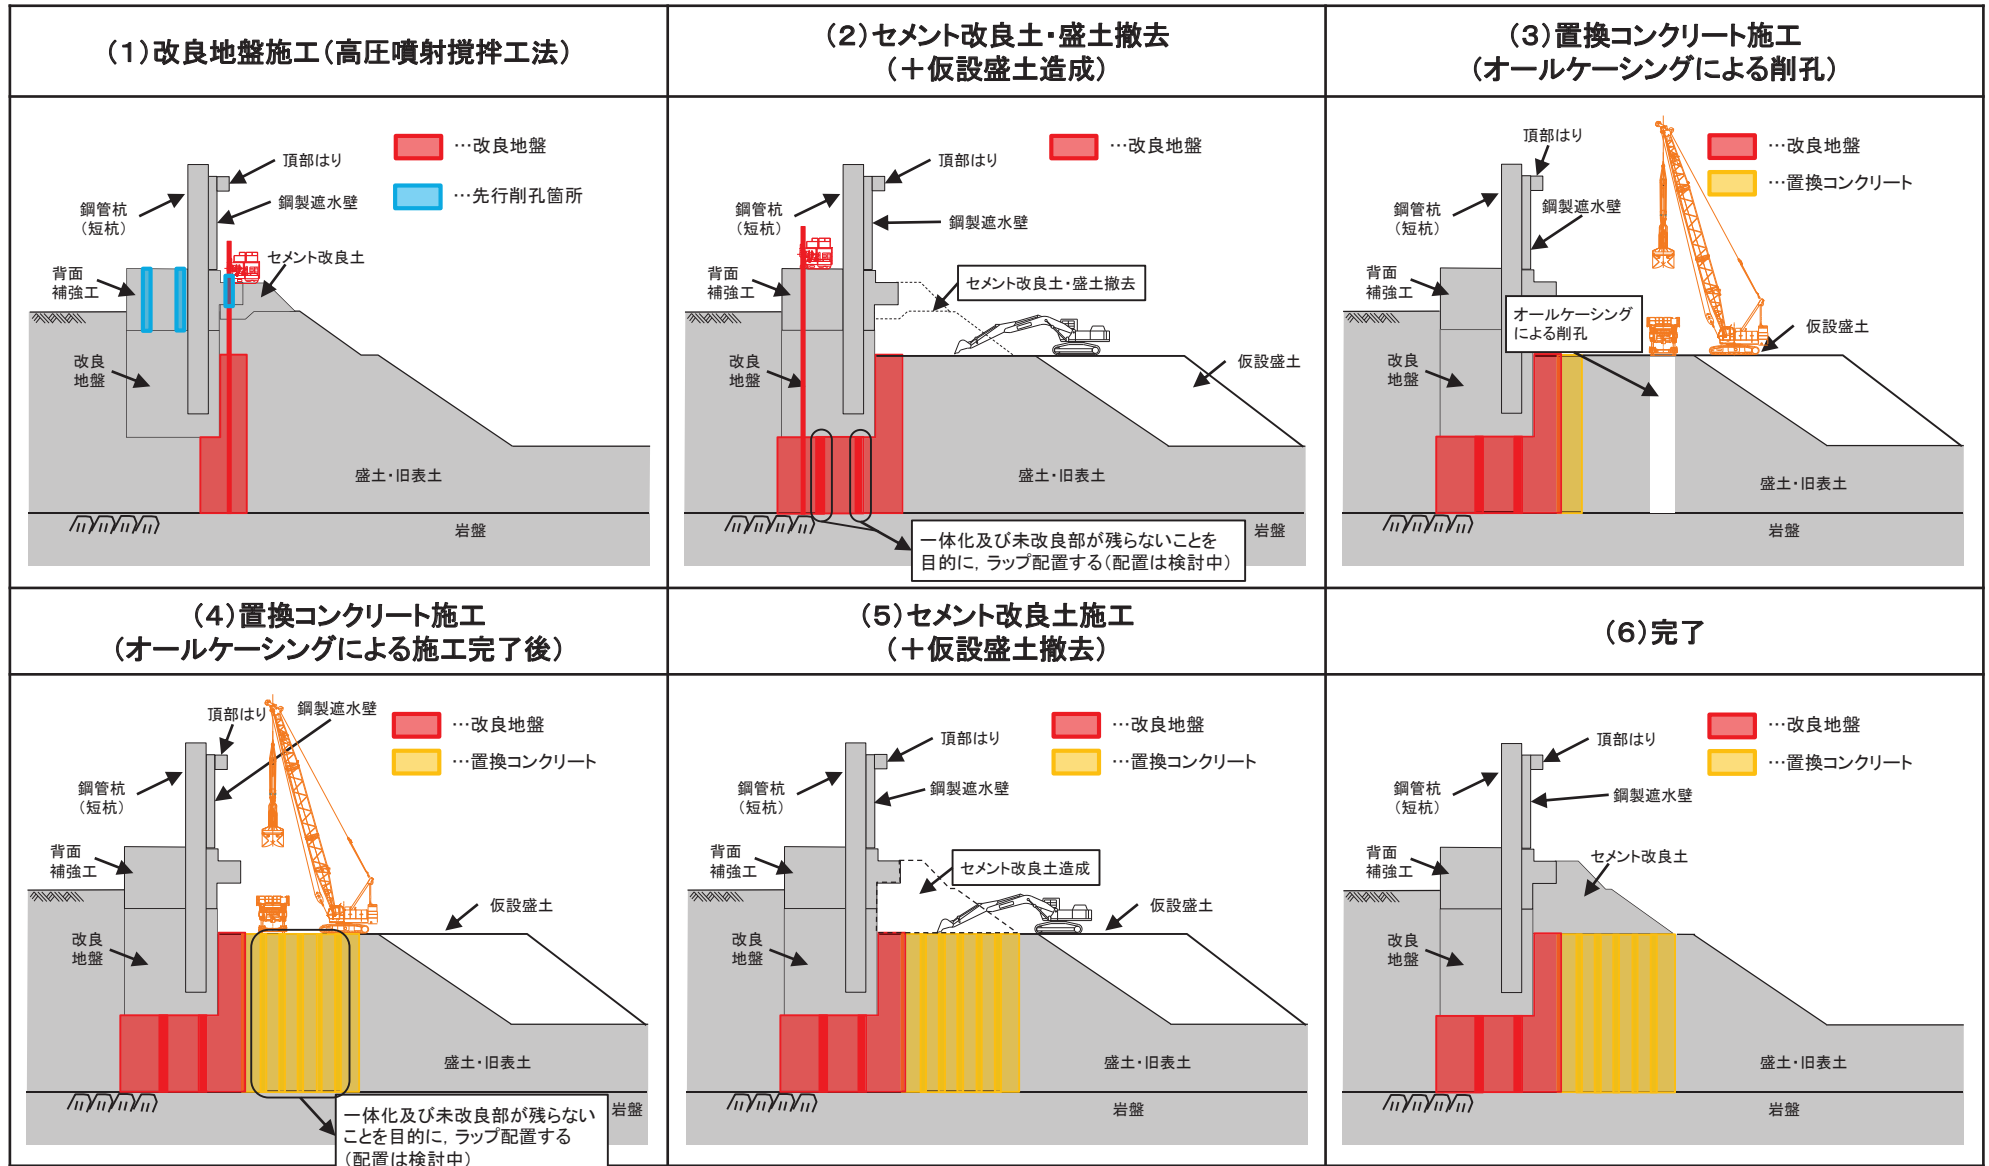 (1)改良地盤施工(高圧噴射撹拌工法)
…改良地盤
…先行削孔箇所
頂部はり
鋼管杭
(短杭)
鋼製遮水壁
セメント改良土
背面
補強工
改良
地盤
盛土・旧表土
岩盤
(2)セメント改良土・盛土撤去
(+仮設盛土造成)
…改良地盤
頂部はり
鋼管杭
(短杭)
鋼製遮水壁
背面
補強工
セメント改良土・盛土撤去
改良
地盤
仮設盛土
盛土・旧表土
岩盤
一体化及び未改良部が残らないことを
目的に,ラップ配置する(配置は検討中)
(3)置換コンクリート施工
(オールケーシングによる削孔)
…改良地盤
…置換コンクリート
頂部はり
鋼管杭
(短杭)
鋼製遮水壁
背面
補強工
オールケーシング
による削孔
仮設盛土
改良
地盤
盛土・旧表土
岩盤
(4)置換コンクリート施工
(オールケーシングによる施工完了後)
…改良地盤
…置換コンクリート
頂部はり
鋼製遮水壁
鋼管杭
(短杭)
背面
補強工
仮設盛土
改良
地盤
盛土・旧表土
岩盤
一体化及び未改良部が残らない
ことを目的に,ラップ配置する
(配置は検討中)
(5)セメント改良土施工
(+仮設盛土撤去)
…改良地盤
…置換コンクリート
頂部はり
鋼管杭
(短杭)
鋼製遮水壁
背面
補強工
セメント改良土造成
仮設盛土
改良
地盤
盛土・旧表土
岩盤
(6)完了
…改良地盤
…置換コンクリート
頂部はり
鋼管杭
(短杭)
鋼製遮水壁
背面
補強工
セメント改良土
改良
地盤
盛土・旧表土
岩盤